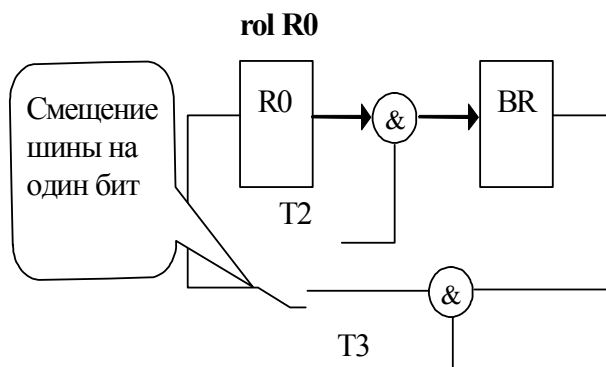 rol R0
Смещение
шины на
один бит
R0
&
BR
T2
&
T3